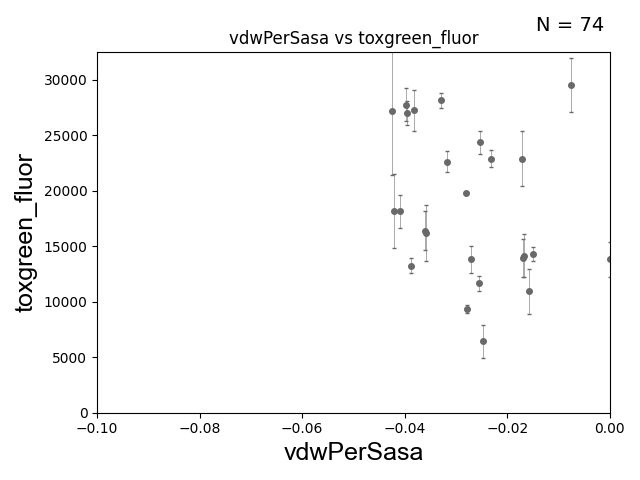 N = 74
vdwPerSasa vs toxgreen_fluor
30000
25000
20000
15000
10000
5000
0
toxgreen_fluor
−0.10 −0.08 −0.06 −0.04 −0.02 0.00
vdwPerSasa